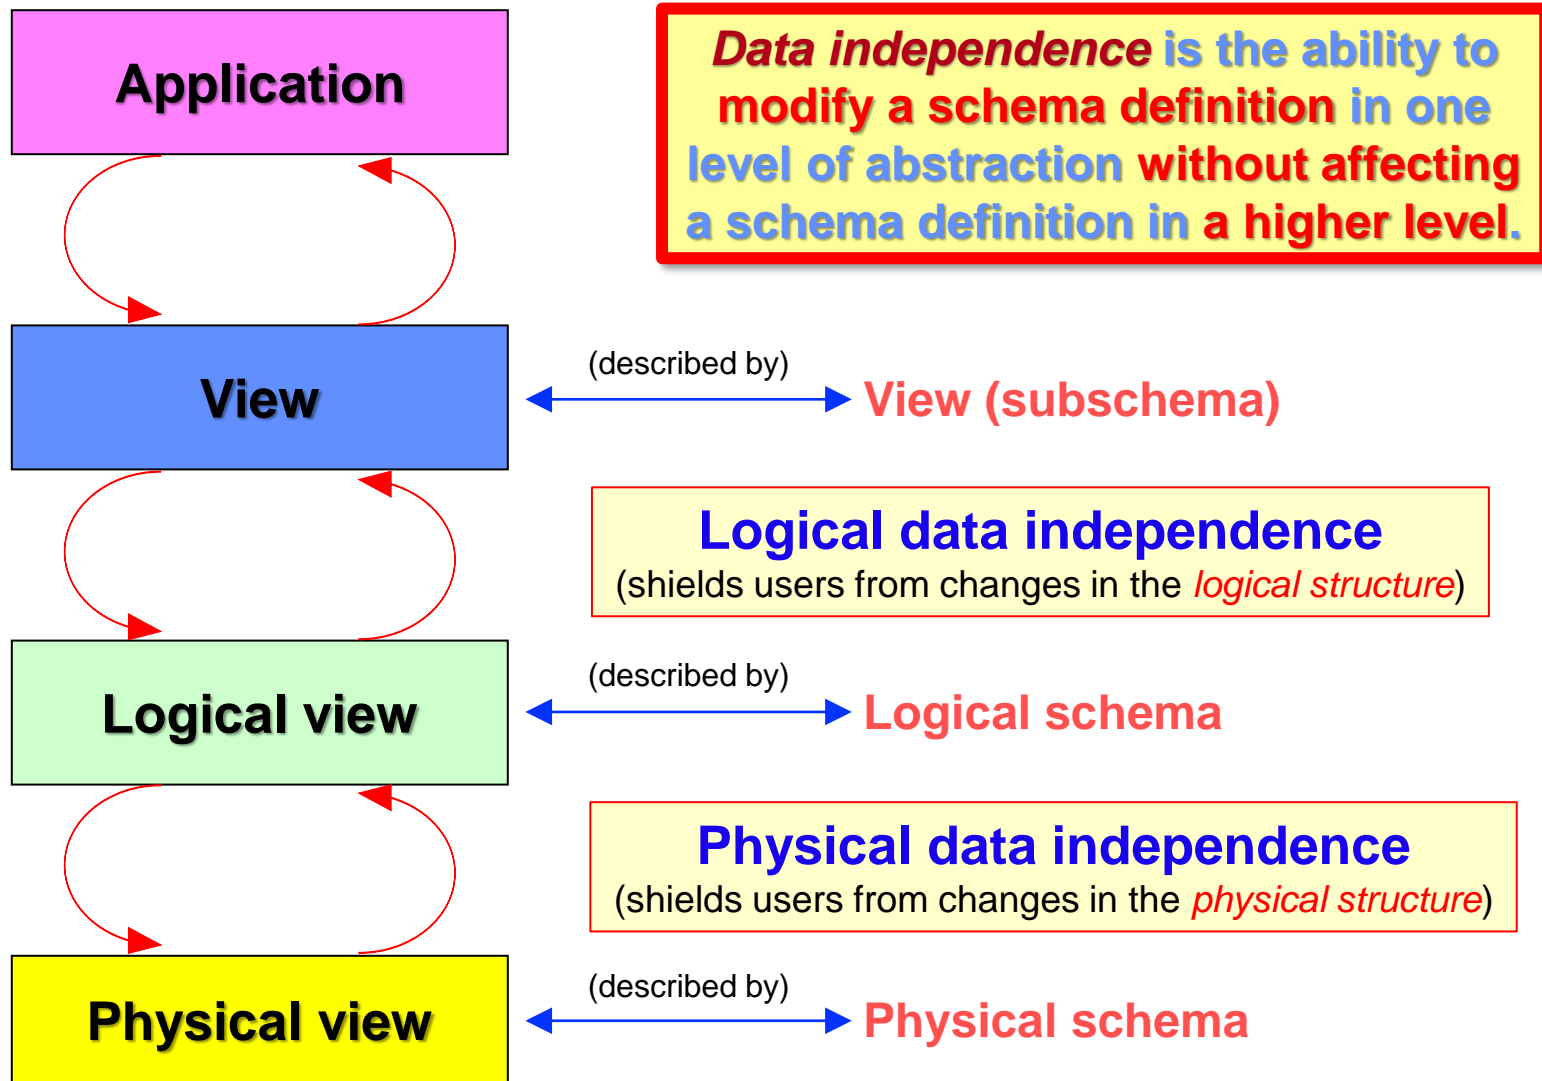 Application
Data independence is the ability to
modify a schema definition in one
level of abstraction without affecting
a schema definition in a higher level.
View
(described by)
View (subschema)
Logical data independence
(shields users from changes in the logical structure)
Logical view
(described by)
Logical schema
Physical data independence
(shields users from changes in the physical structure)
Physical view
(described by)
Physical schema